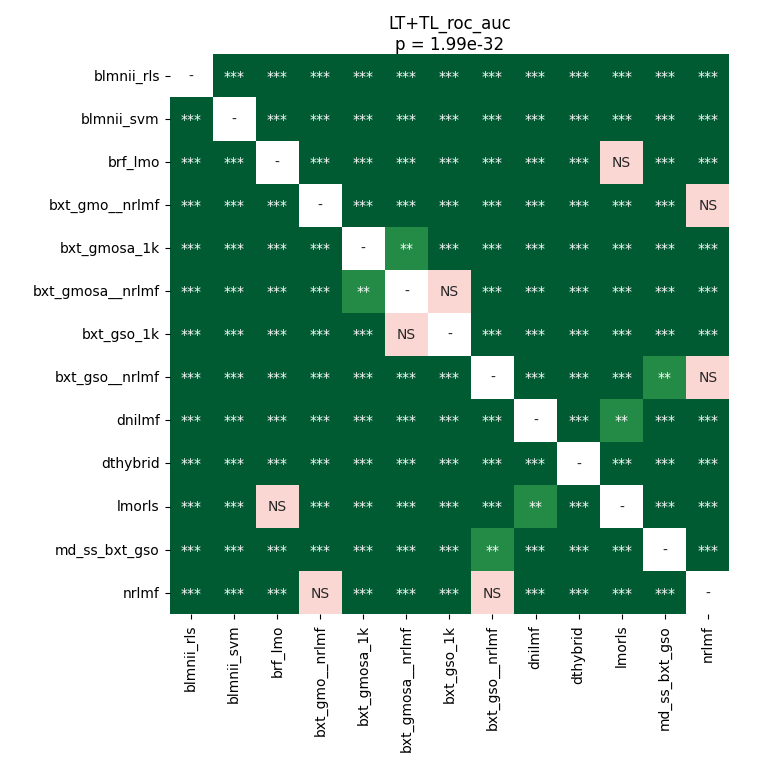 LT+TL_roc_auc
p = 1.99e-32
blmnii_rls - *** *** *** *** *** *** *** *** *** *** *** ***
blmnii_svm *** - *** *** *** *** *** *** *** *** *** *** ***
brf_lmo *** *** - *** *** *** *** *** *** *** NS *** ***
bxt_gmo__nrlmf *** *** *** - *** *** *** *** *** *** *** *** NS
bxt_gmosa_1k *** *** *** *** - ** *** *** *** *** *** *** ***
bxt_gmosa__nrlmf *** *** *** *** ** - NS *** *** *** *** *** ***
bxt_gso_1k *** *** *** *** *** NS - *** *** *** *** *** ***
bxt_gso__nrlmf *** *** *** *** *** *** *** - *** *** *** ** NS
dnilmf *** *** *** *** *** *** *** *** - *** ** *** ***
dthybrid *** *** *** *** *** *** *** *** *** - *** *** ***
lmorls *** *** NS *** *** *** *** *** ** *** - *** ***
md_ss_bxt_gso *** *** *** *** *** *** *** ** *** *** *** - ***
nrlmf *** *** *** NS *** *** *** NS *** *** *** *** -
blmnii_rls
blmnii_svm
brf_lmo
bxt_gmo__nrlmf
bxt_gmosa_1k
bxt_gmosa__nrlmf
bxt_gso_1k
bxt_gso__nrlmf
dnilmf
dthybrid
lmorls
md_ss_bxt_gso
nrlmf